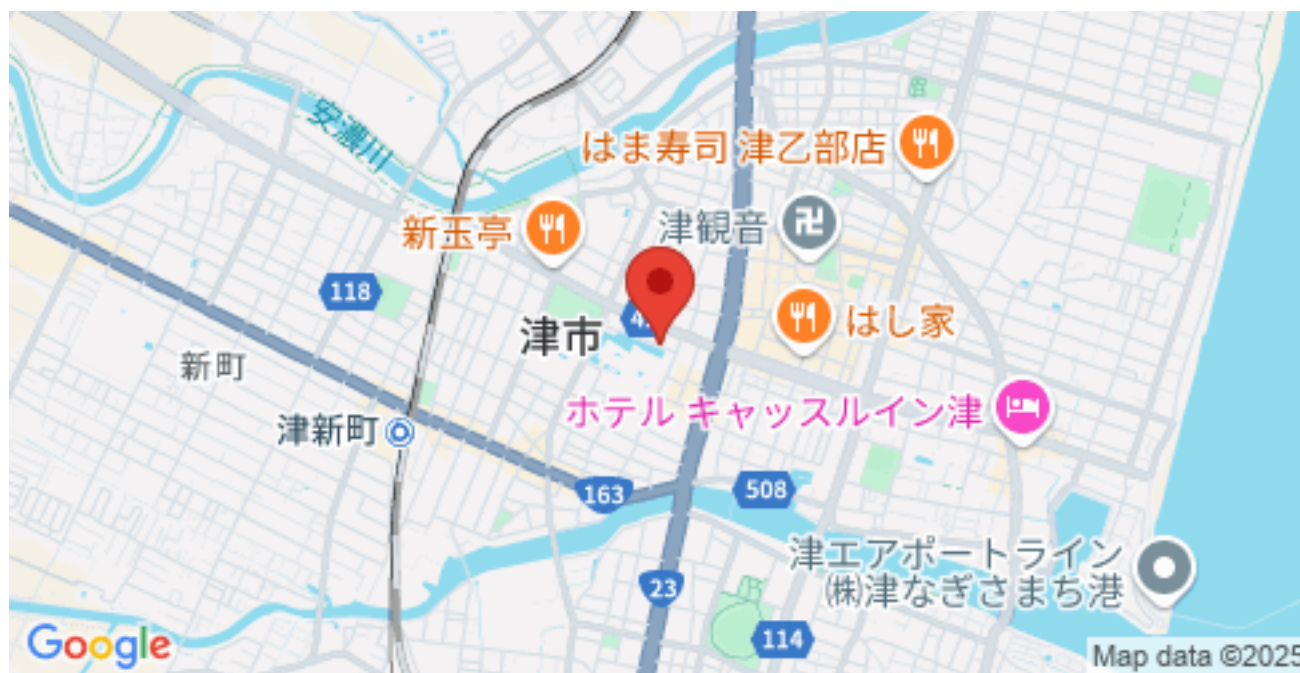 安濃川
はま寿司 津乙部店
新玉亭
津観音
118
はし家
津市
新町
ホテル キャッスルイン津
津新町
163
508
津エアポートライン
㈱津なぎさまち港
23
114
Google
Map data ©2025